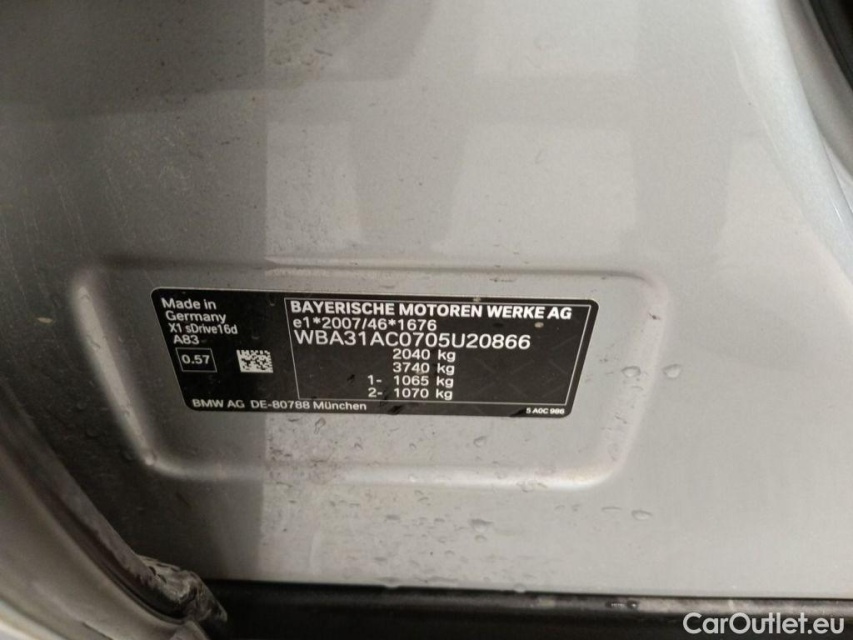 Made in
Germany
X1 sDrive16d
A83
0.57
BAYERISCHE MOTOREN WERKE AG
e1*2007/46*1676
WBA31AC0705U20866
2040 kg
3740 kg
1- 1065 kg
2- 1070 kg
BMW AG DE-80788 München
5 A0C 986
CarOutlet.eu